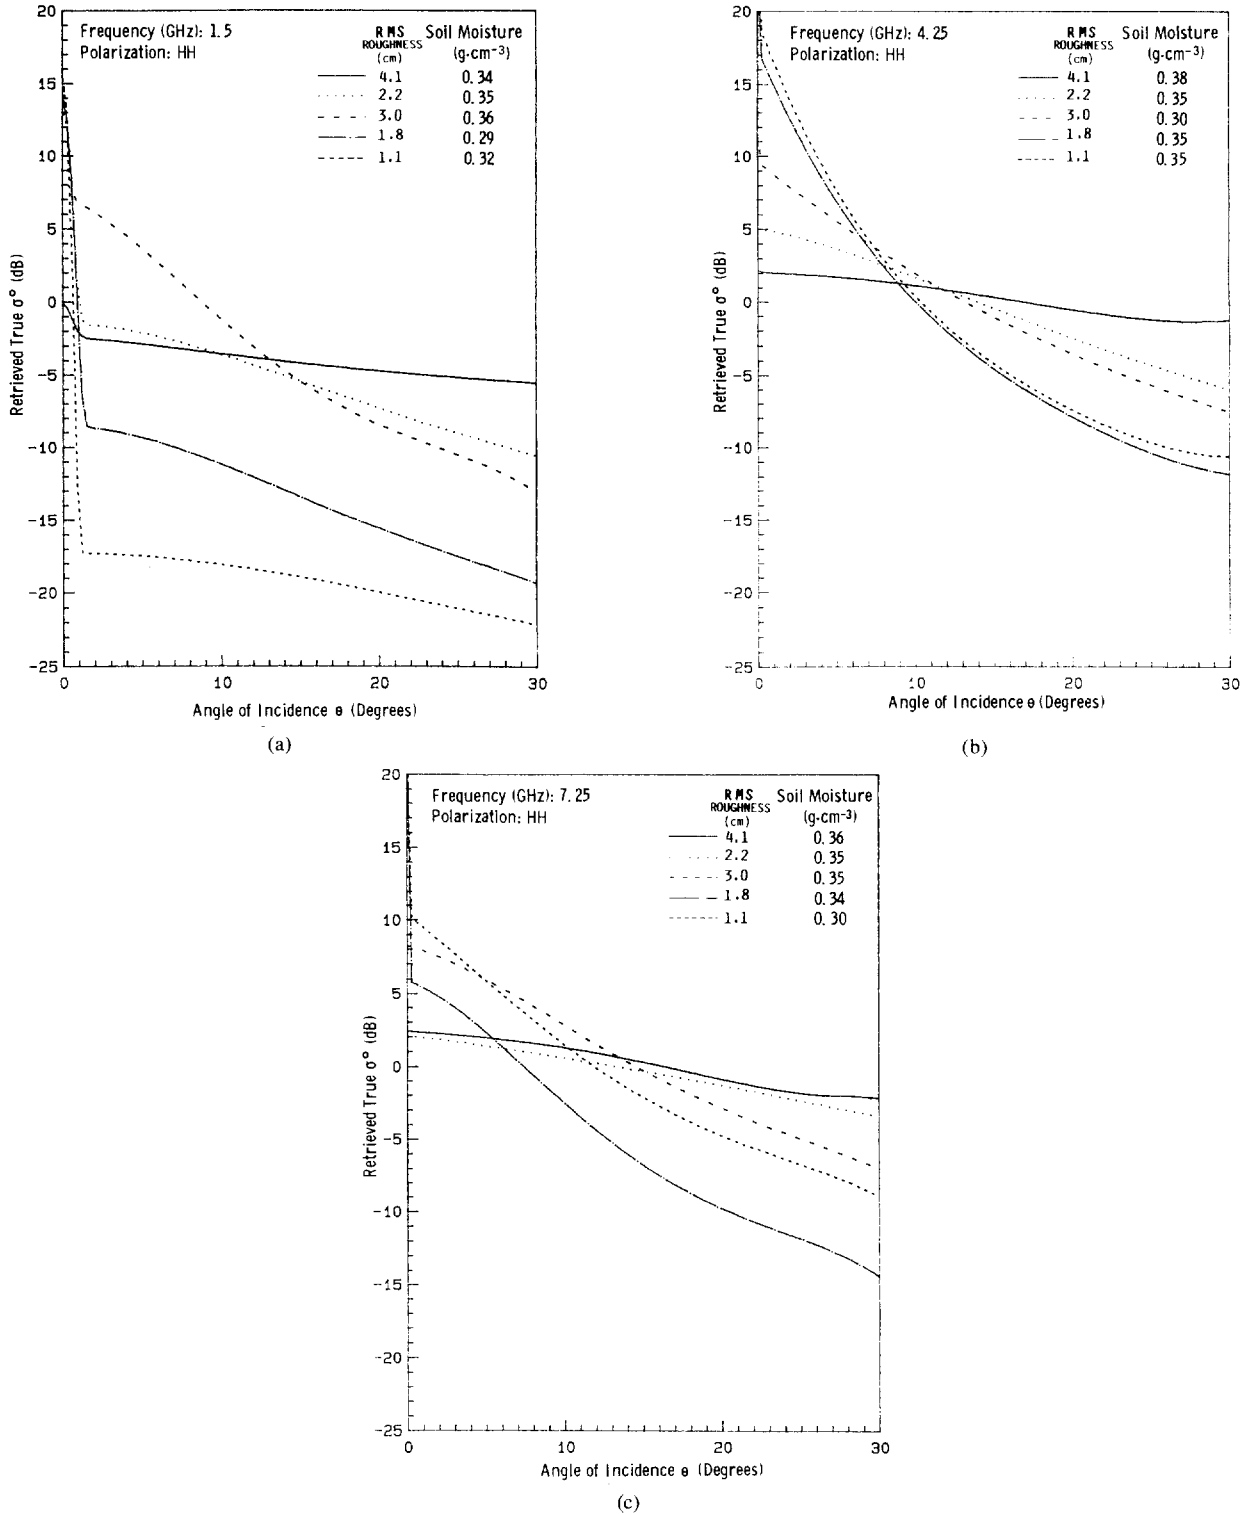 Frequency (GHz): 1.5
Polarization: HH
RMS
ROUGHNESS
(cm)
Soil Moisture
(g·cm⁻³)
4.1 0.34
2.2 0.35
3.0 0.36
1.8 0.29
1.1 0.32
20
15
10
5
0
-5
-10
-15
-20
-25
Retrieved True σ° (dB)
0 10 20 30
Angle of Incidence θ (Degrees)
(a)
Frequency (GHz): 4.25
Polarization: HH
RMS
ROUGHNESS
(cm)
Soil Moisture
(g·cm⁻³)
4.1 0.38
2.2 0.35
3.0 0.30
1.8 0.35
1.1 0.35
20
15
10
5
0
-5
-10
-15
-20
-25
Retrieved True σ° (dB)
0 10 20 30
Angle of Incidence θ (Degrees)
(b)
Frequency (GHz): 7.25
Polarization: HH
RMS
ROUGHNESS
(cm)
Soil Moisture
(g·cm⁻³)
4.1 0.36
2.2 0.35
3.0 0.35
1.8 0.34
1.1 0.30
20
15
10
5
0
-5
-10
-15
-20
-25
Retrieved True σ° (dB)
0 10 20 30
Angle of Incidence θ (Degrees)
(c)